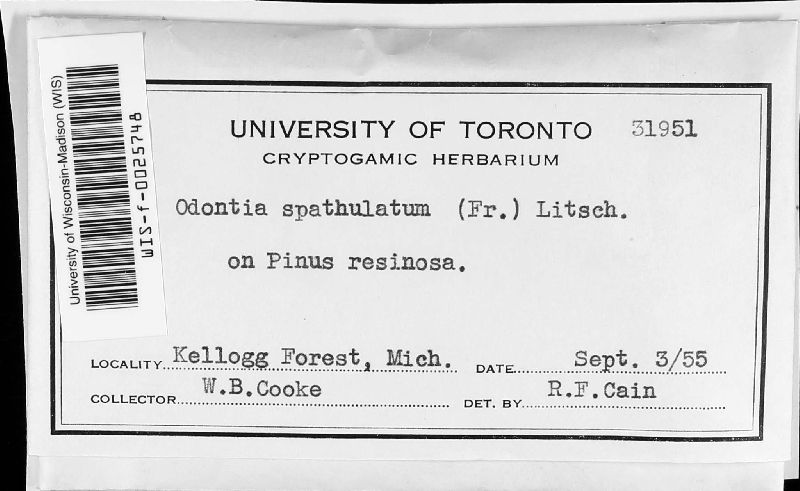 University of Wisconsin-Madison (WIS)
WIS-f-0025748
UNIVERSITY OF TORONTO 31951
CRYPTOGAMIC HERBARIUM
Odontia spathulatum (Fr.) Litsch.
on Pinus resinosa.
LOCALITY Kellogg Forest, Mich. DATE Sept. 3/55
COLLECTOR W.B.Cooke DET. BY R.F.Cain